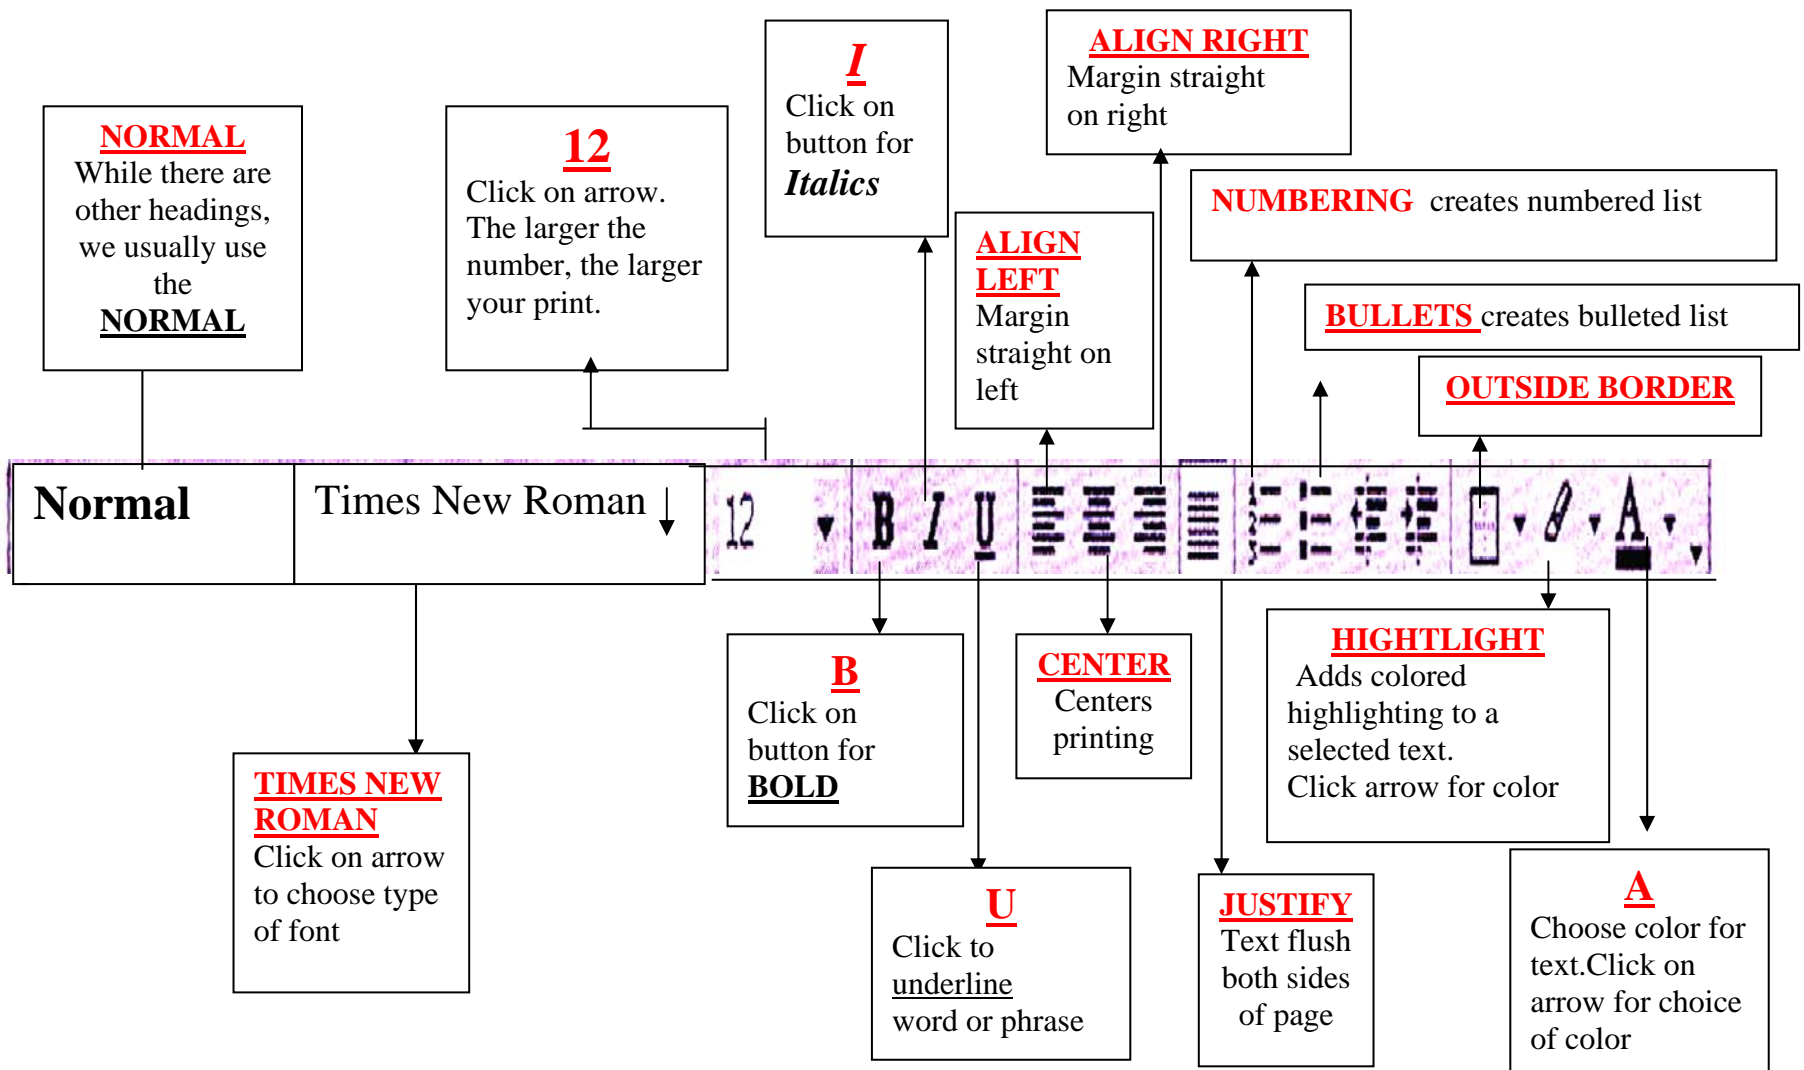 I
Click on
button for
Italics
ALIGN RIGHT
Margin straight
on right
NORMAL
While there are
other headings,
we usually use
the
NORMAL
12
Click on arrow.
The larger the
number, the larger
your print.
ALIGN
LEFT
Margin
straight on
left
NUMBERING creates numbered list
BULLETS creates bulleted list
OUTSIDE BORDER
Normal
Times New Roman
12
B I U
1
2
3
A
B
Click on
button for
BOLD
CENTER
Centers
printing
HIGHTLIGHT
Adds colored
highlighting to a
selected text.
Click arrow for color
TIMES NEW
ROMAN
Click on arrow
to choose type
of font
U
Click to
underline
word or phrase
JUSTIFY
Text flush
both sides
of page
A
Choose color for
text.Click on
arrow for choice
of color